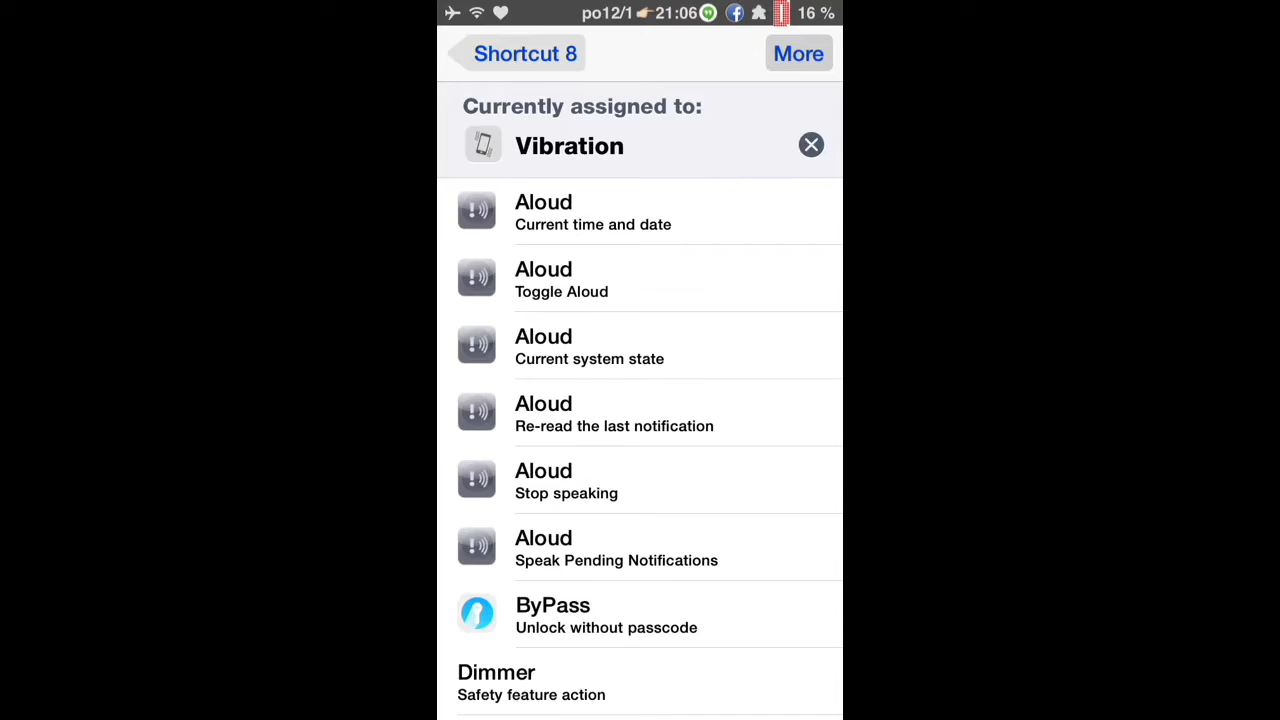 po12/1👉🏼21:06 16 %
Shortcut 8 More
Currently assigned to:
Vibration
Aloud
Current time and date
Aloud
Toggle Aloud
Aloud
Current system state
Aloud
Re-read the last notification
Aloud
Stop speaking
Aloud
Speak Pending Notifications
ByPass
Unlock without passcode
Dimmer
Safety feature action